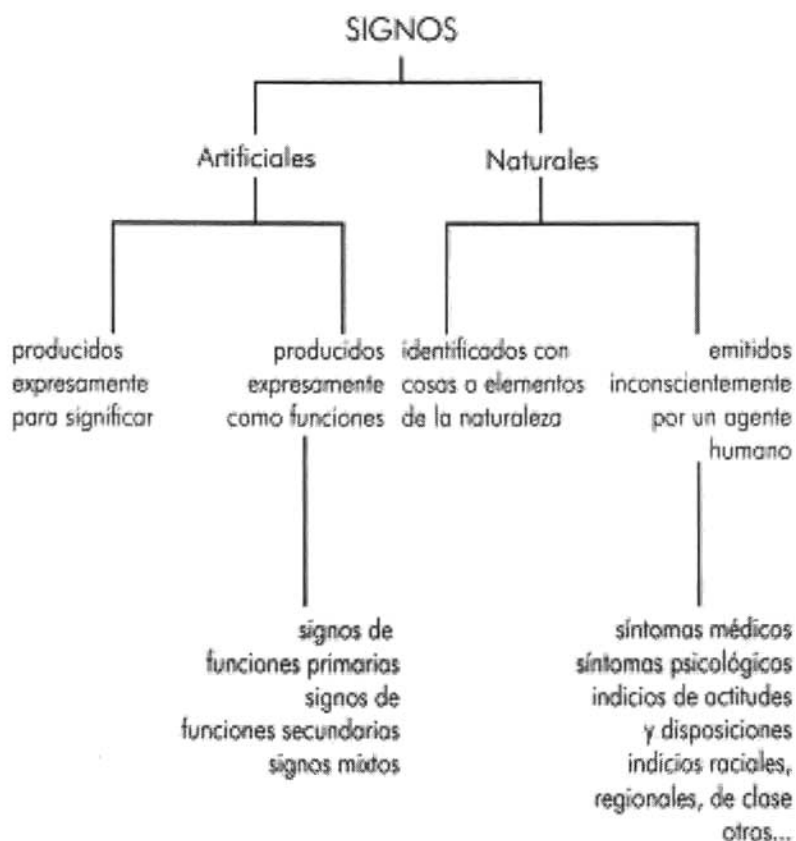 SIGNOS
Artificiales
Naturales
producidos
expresamente
para significar
producidos
expresamente
como funciones
identificados con
cosas o elementos
de la naturaleza
emitidos
inconscientemente
por un agente
humano
signos de
funciones primarias
signos de
funciones secundarias
signos mixtos
síntomas médicos
síntomas psicológicos
indicios de actitudes
y disposiciones
indicios raciales,
regionales, de clase
otros...